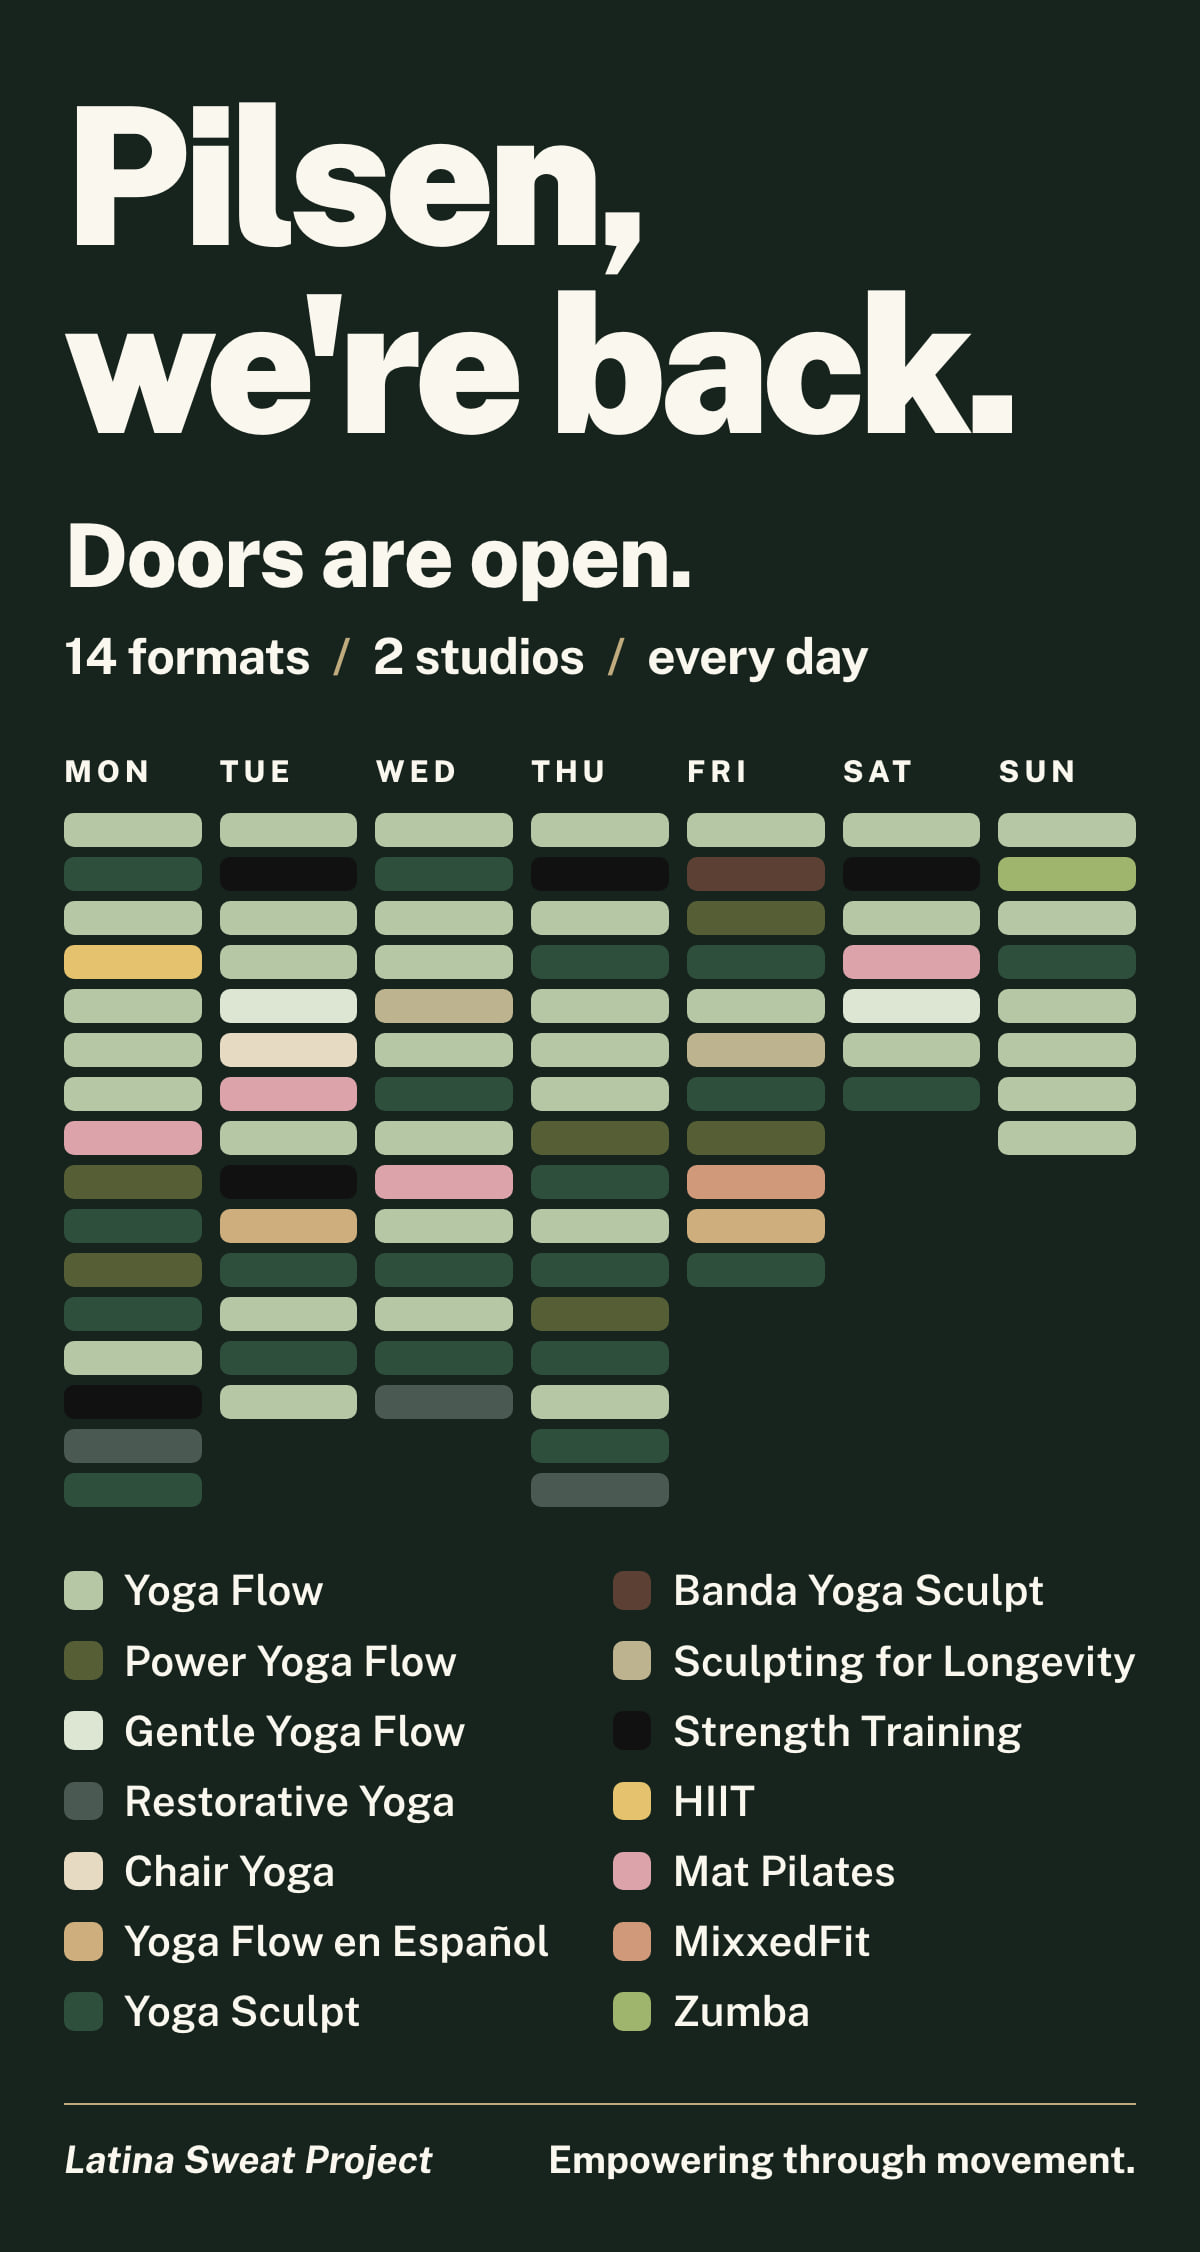 Pilsen,
we're back.
Doors are open.
14 formats / 2 studios / every day
MON TUE WED THU FRI SAT SUN
Yoga Flow
Power Yoga Flow
Gentle Yoga Flow
Restorative Yoga
Chair Yoga
Yoga Flow en Español
Yoga Sculpt
Banda Yoga Sculpt
Sculpting for Longevity
Strength Training
HIIT
Mat Pilates
MixxedFit
Zumba
Latina Sweat Project
Empowering through movement.